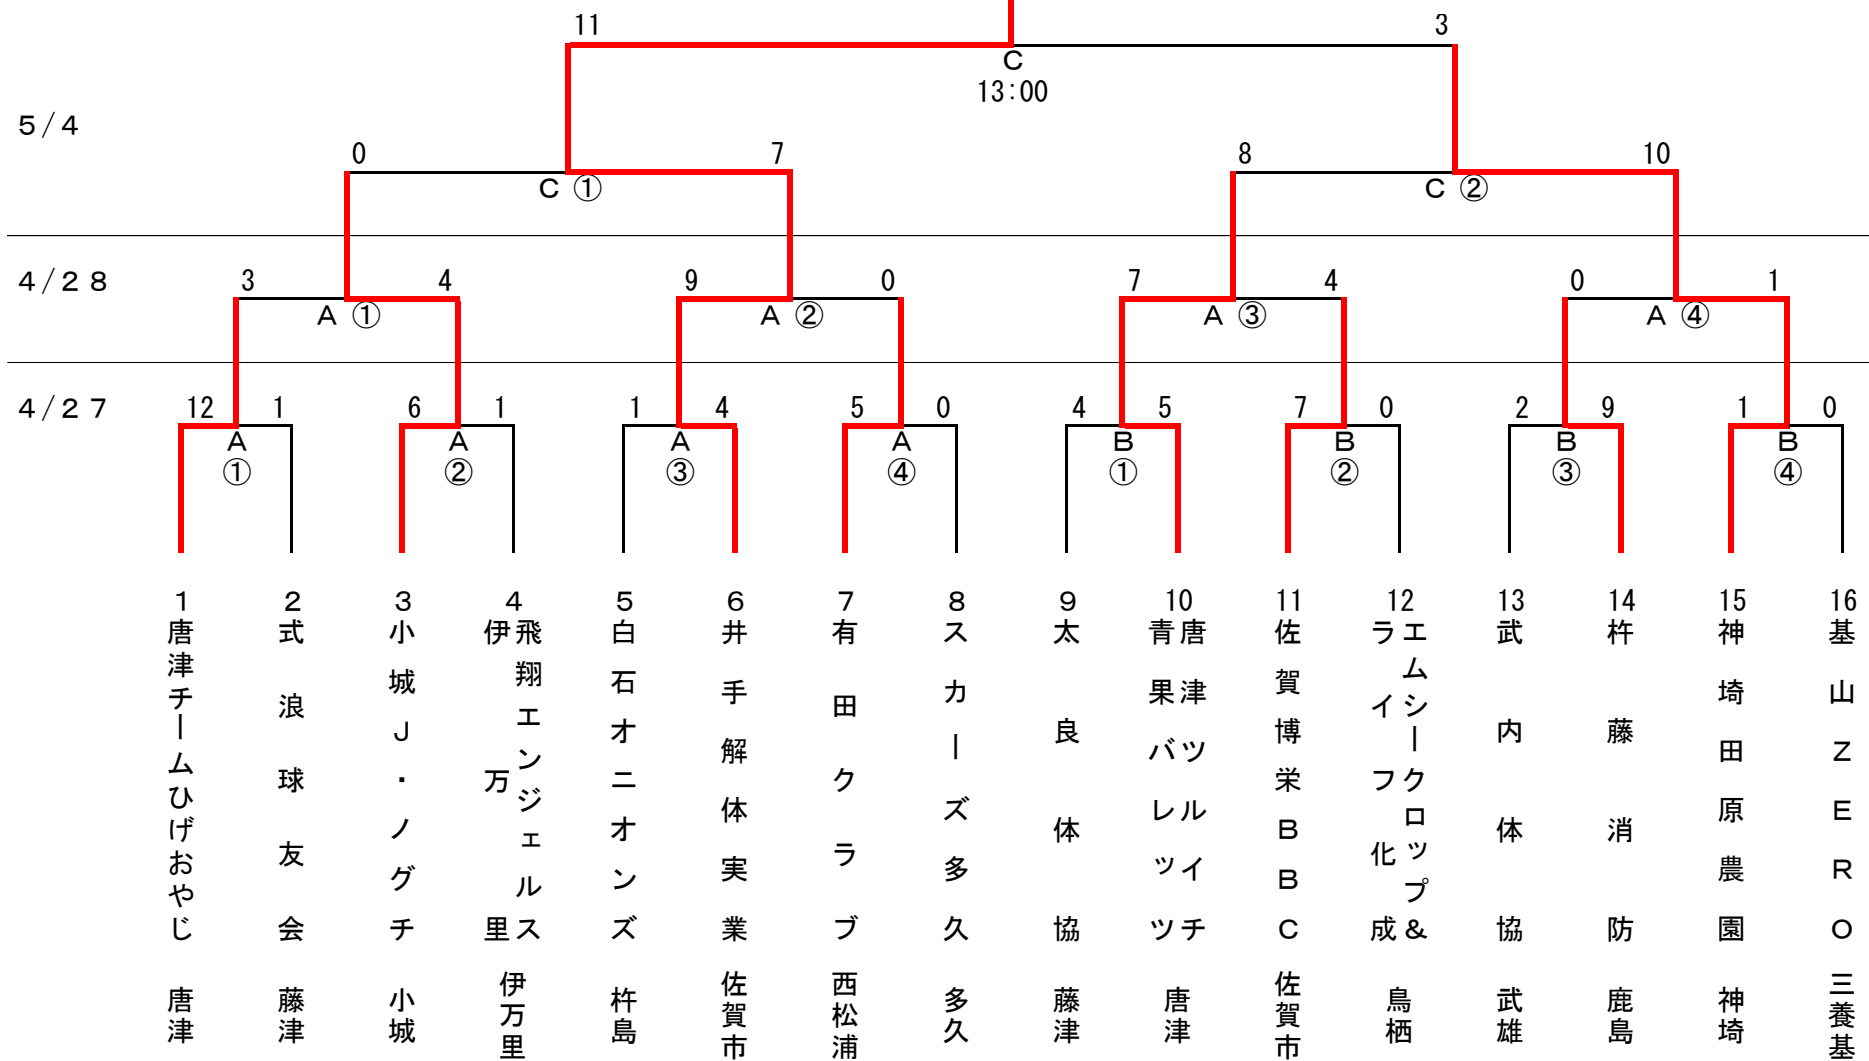 11 3
C
13:00
5/4
0 7 8 10
C ① C ②
4/28
3 4 9 0 7 4 0 1
A ① A ② A ③ A ④
4/27
12 1 6 1 1 4 5 0 4 5 7 0 2 9 1 0
A A A A B B B B
① ② ③ ④ ① ② ③ ④
1 唐津チームひげおやじ 唐津
2 式浪球友会 藤津
3 小城J・ノグチ 小城
4 飛翔エンジェルス伊万里 伊万里
5 白石オニオンズ 杵島
6 井手解体実業 佐賀市
7 有田クラブ 西松浦
8 スカーズ多久 多久
9 太良体協 藤津
10 唐津ツルイチ青果バレッツ 唐津
11 佐賀博栄BBC 佐賀市
12 エムシークロップ&ライフ化成 鳥栖
13 武内体協 武雄
14 杵藤消防 鹿島
15 神埼田原農園 神埼
16 基山ZERO 三養基